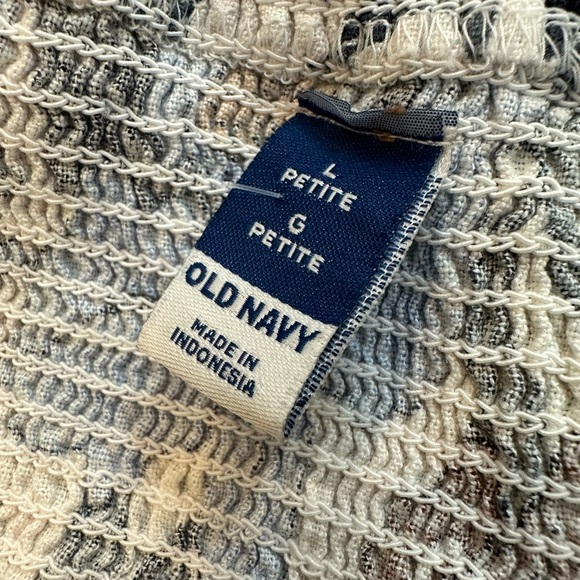 L
PETITE
G
PETITE
OLD NAVY
MADE IN
INDONESIA